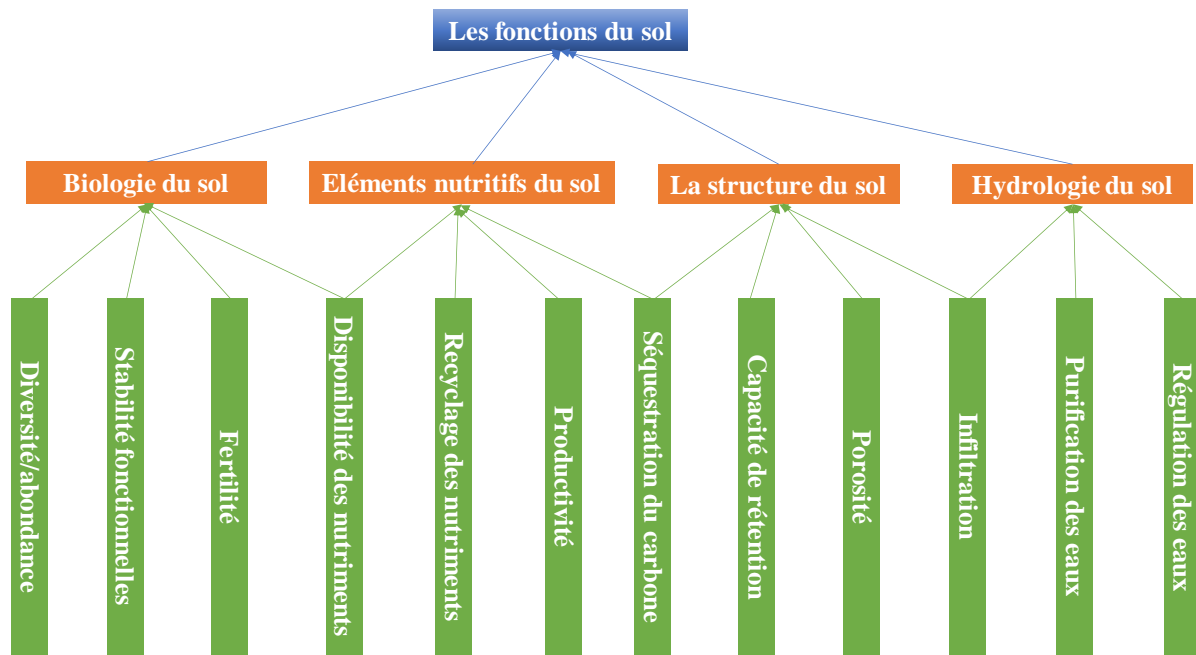 Les fonctions du sol
Biologie du sol
Eléments nutritifs du sol
La structure du sol
Hydrologie du sol
Diversité/abondance
Stabilité fonctionnelles
Fertilité
Disponibilité des nutriments
Recyclage des nutriments
Productivité
Séquestration du carbone
Capacité de rétention
Porosité
Infiltration
Purification des eaux
Régulation des eaux